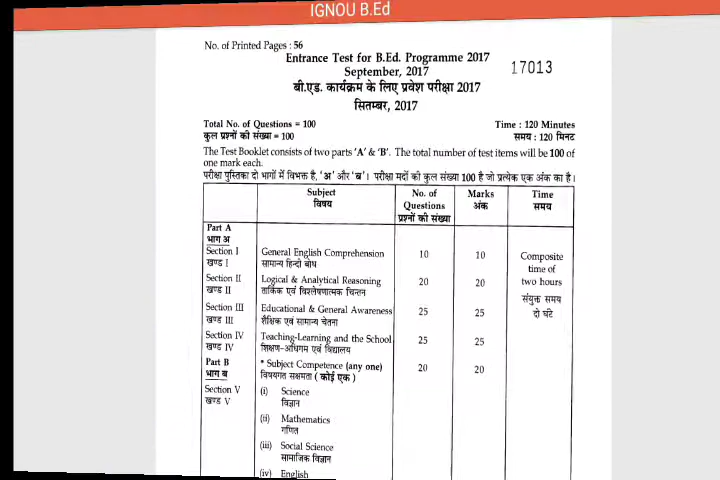 IGNOU B.Ed
No. of Printed Pages : 56
Entrance Test for B.Ed. Programme 2017
September, 2017
17013
बी.एड. कार्यक्रम के लिए प्रवेश परीक्षा 2017
सितम्बर, 2017
Total No. of Questions = 100 Time : 120 Minutes
कुल प्रश्नों की संख्या = 100 समय : 120 मिनट
The Test Booklet consists of two parts 'A' & 'B'. The total number of test items will be 100 of
one mark each.
परीक्षा पुस्तिका दो भागों में विभक्त है, 'अ' और 'ब'। परीक्षा मदों की कुल संख्या 100 है जो प्रत्येक एक अंक का है।
Subject No. of Marks Time
विषय Questions अंक समय
प्रश्नों की संख्या
Part A
भाग अ
Section I General English Comprehension 10 10 Composite
खण्ड I सामान्य हिन्दी बोध time of
Section II Logical & Analytical Reasoning 20 20 two hours
खण्ड II तार्किक एवं विश्लेषणात्मक चिन्तन संयुक्त समय
Section III Educational & General Awareness 25 25 दो घंटे
खण्ड III शैक्षिक एवं सामान्य चेतना
Section IV Teaching-Learning and the School 25 25
खण्ड IV शिक्षण-अधिगम एवं विद्यालय
Part B * Subject Competence (any one) 20 20
भाग ब विषयगत सक्षमता ( कोई एक )
Section V (i) Science
खण्ड V विज्ञान
(ii) Mathematics
गणित
(iii) Social Science
सामाजिक विज्ञान
(iv) English